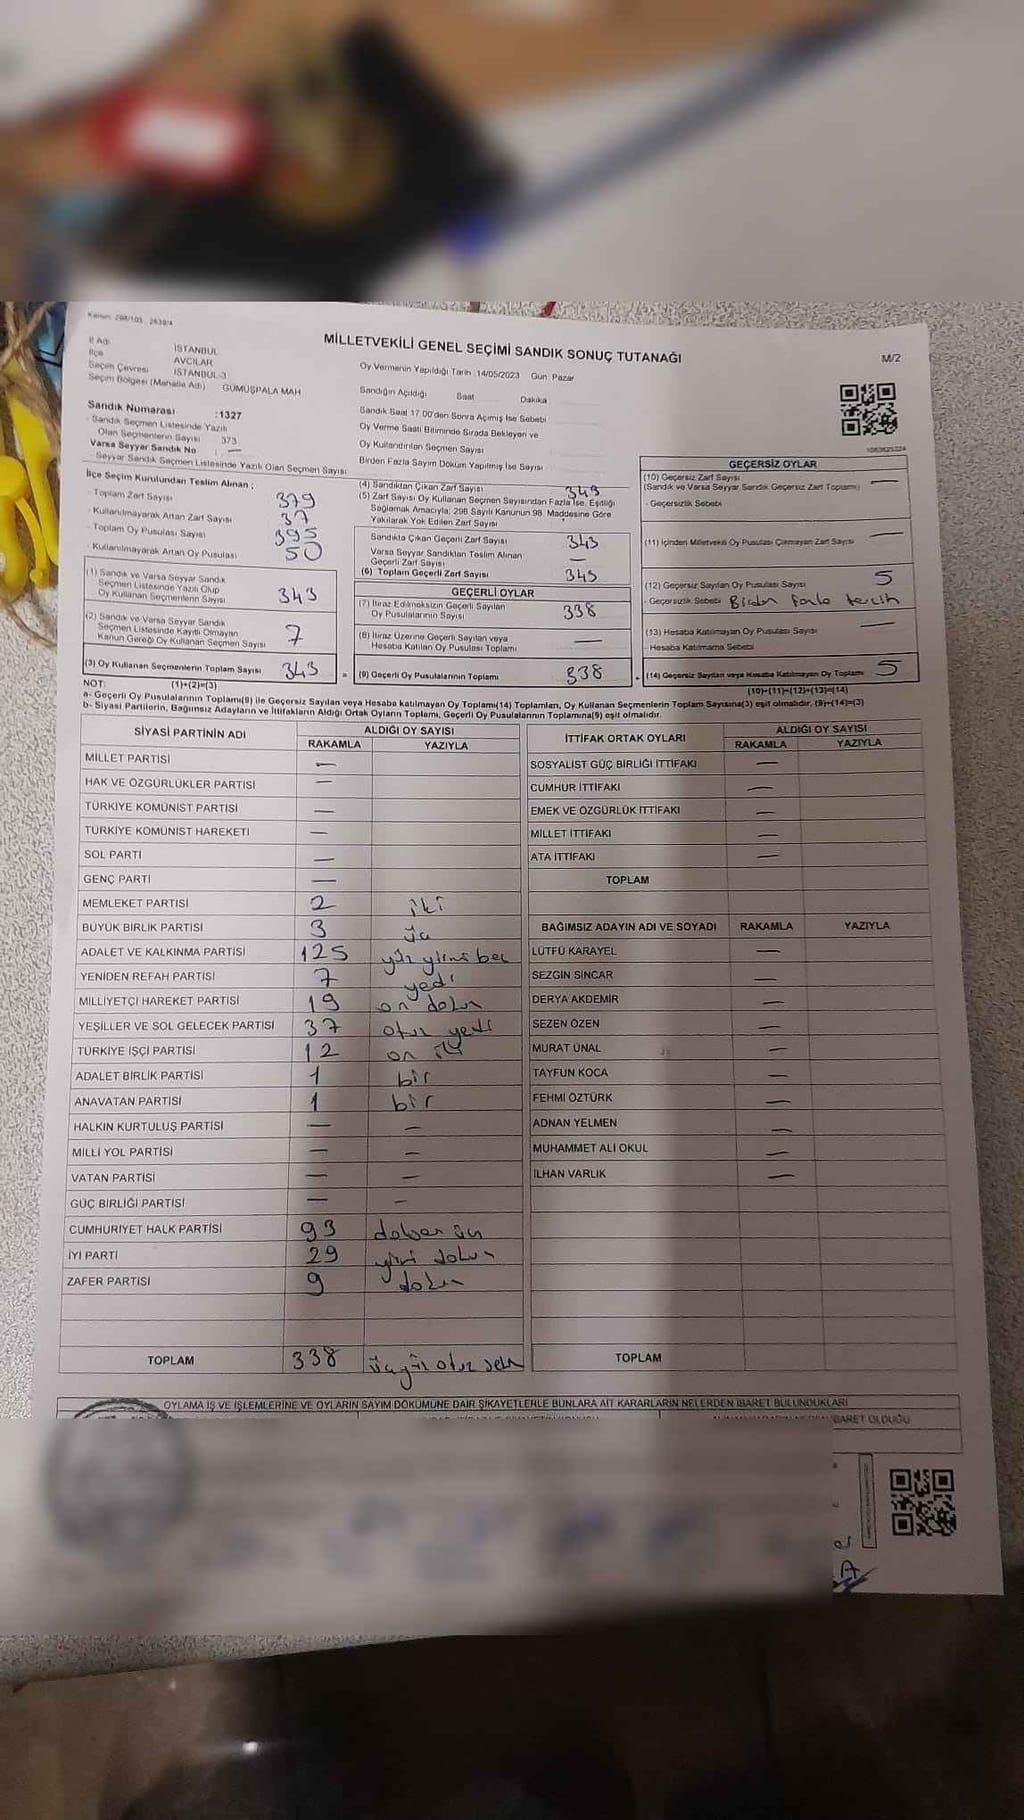 Kanun: 298/105 , 2839/4
MİLLETVEKİLİ GENEL SEÇİMİ SANDIK SONUÇ TUTANAĞI
M/2
İl Adı İSTANBUL
İlçe AVCILAR
Seçim Çevresi İSTANBUL-3
Seçim Bölgesi (Mahalle Adı) GÜMÜŞPALA MAH
Sandık Numarası :1327
- Sandık Seçmen Listesinde Yazılı
Olan Seçmenlerin Sayısı 373
Varsa Seyyar Sandık No —
- Seyyar Sandık Seçmen Listesinde Yazılı Olan Seçmen Sayısı
Oy Vermenin Yapıldığı Tarih :14/05/2023 Gün: Pazar
Sandığın Açıldığı Saat Dakika
Sandık Saat 17.00'den Sonra Açımış İse Sebebi
Oy Verme Saati Bitiminde Sırada Bekleyen ve
Oy Kullandırılan Seçmen Sayısı
Birden Fazla Sayım Döküm Yapılmış İse Sayısı
İlçe Seçim Kurulundan Teslim Alınan ;
- Toplam Zarf Sayısı 379
- Kullanılmayarak Artan Zarf Sayısı 37
- Toplam Oy Pusulası Sayısı 395
- Kullanılmayarak Artan Oy Pusulası 50
(1) Sandık ve Varsa Seyyar Sandık
Seçmen Listesinde Yazılı Olup
Oy Kullanan Seçmenlerin Sayısı 343
(2) Sandık ve Varsa Seyyar Sandık
Seçmen Listesinde Kayıtlı Olmayan
Kanun Gereği Oy Kullanan Seçmen Sayısı 7
(3) Oy Kullanan Seçmenlerin Toplam Sayısı 343
(4) Sandıktan Çıkan Zarf Sayısı 343
(5) Zarf Sayısı Oy Kullanan Seçmen Sayısından Fazla İse, Eşitliği
Sağlamak Amacıyla, 298 Sayılı Kanunun 98. Maddesine Göre
Yakılarak Yok Edilen Zarf Sayısı
Sandıkta Çıkan Geçerli Zarf Sayısı 343
Varsa Seyyar Sandıktan Teslim Alınan
Geçerli Zarf Sayısı —
(6) Toplam Geçerli Zarf Sayısı 343
GEÇERLİ OYLAR
(7) İtiraz Edilmeksizin Geçerli Sayılan
Oy Pusulalarının Sayısı 338
(8) İtiraz Üzerine Geçerli Sayılan veya
Hesaba Katılan Oy Pusulası Toplamı —
= (9) Geçerli Oy Pusulalarının Toplamı 338
1083625224
GEÇERSİZ OYLAR
(10) Geçersiz Zarf Sayısı —
(Sandık ve Varsa Seyyar Sandık Geçersiz Zarf Toplamı)
- Geçersizlik Sebebi
(11) İçinden Milletvekili Oy Pusulası Çıkmayan Zarf Sayısı —
(12) Geçersiz Sayılan Oy Pusulası Sayısı 5
- Geçersizlik Sebebi Birden fazla tercih
(13) Hesaba Katılmayan Oy Pusulası Sayısı —
- Hesaba Katılmama Sebebi
+ (14) Geçersiz Sayılan veya Hesaba Katılmayan Oy Toplamı 5
NOT: (1)+(2)=(3) (10)+(11)+(12)+(13)=(14)
a- Geçerli Oy Pusulalarının Toplamı(9) ile Geçersiz Sayılan veya Hesaba katılmayan Oy Toplamı(14) Toplamları, Oy Kullanan Seçmenlerin Toplam Sayısına(3) eşit olmalıdır. (9)+(14)=(3)
b- Siyasi Partilerin, Bağımsız Adayların ve İttifakların Aldığı Ortak Oyların Toplamı, Geçerli Oy Pusulalarının Toplamına(9) eşit olmalıdır.
SİYASİ PARTİNİN ADI ALDIĞI OY SAYISI
RAKAMLA YAZIYLA
MİLLET PARTİSİ —
HAK VE ÖZGÜRLÜKLER PARTİSİ —
TÜRKİYE KOMÜNİST PARTİSİ —
TÜRKİYE KOMÜNİST HAREKETİ —
SOL PARTİ —
GENÇ PARTİ —
MEMLEKET PARTİSİ 2 iki
BÜYÜK BİRLİK PARTİSİ 3 üç
ADALET VE KALKINMA PARTİSİ 125 yüz yirmi beş
YENİDEN REFAH PARTİSİ 7 yedi
MİLLİYETÇİ HAREKET PARTİSİ 19 on dokuz
YEŞİLLER VE SOL GELECEK PARTİSİ 37 otuz yedi
TÜRKİYE İŞÇİ PARTİSİ 12 on iki
ADALET BİRLİK PARTİSİ 1 bir
ANAVATAN PARTİSİ 1 bir
HALKIN KURTULUŞ PARTİSİ — —
MİLLİ YOL PARTİSİ — —
VATAN PARTİSİ — —
GÜÇ BİRLİĞİ PARTİSİ — —
CUMHURİYET HALK PARTİSİ 93 doksan üç
İYİ PARTİ 29 yirmi dokuz
ZAFER PARTİSİ 9 dokuz
TOPLAM 338 üçyüz otuz sekiz
İTTİFAK ORTAK OYLARI ALDIĞI OY SAYISI
RAKAMLA YAZIYLA
SOSYALİST GÜÇ BİRLİĞİ İTTİFAKI —
CUMHUR İTTİFAKI —
EMEK VE ÖZGÜRLÜK İTTİFAKI —
MİLLET İTTİFAKI —
ATA İTTİFAKI —
TOPLAM
BAĞIMSIZ ADAYIN ADI VE SOYADI RAKAMLA YAZIYLA
LÜTFÜ KARAYEL —
SEZGİN SİNCAR —
DERYA AKDEMİR —
SEZEN ÖZEN —
MURAT ÜNAL —
TAYFUN KOCA —
FEHMİ ÖZTÜRK —
ADNAN YELMEN —
MUHAMMET ALİ OKUL —
İLHAN VARLIK —
TOPLAM
OYLAMA İŞ VE İŞLEMLERİNE VE OYLARIN SAYIM DÖKÜMÜNE DAİR ŞİKAYETLERLE BUNLARA AİT KARARLARIN NELERDEN İBARET BULUNDUKLARI
İBARET OLDUĞU